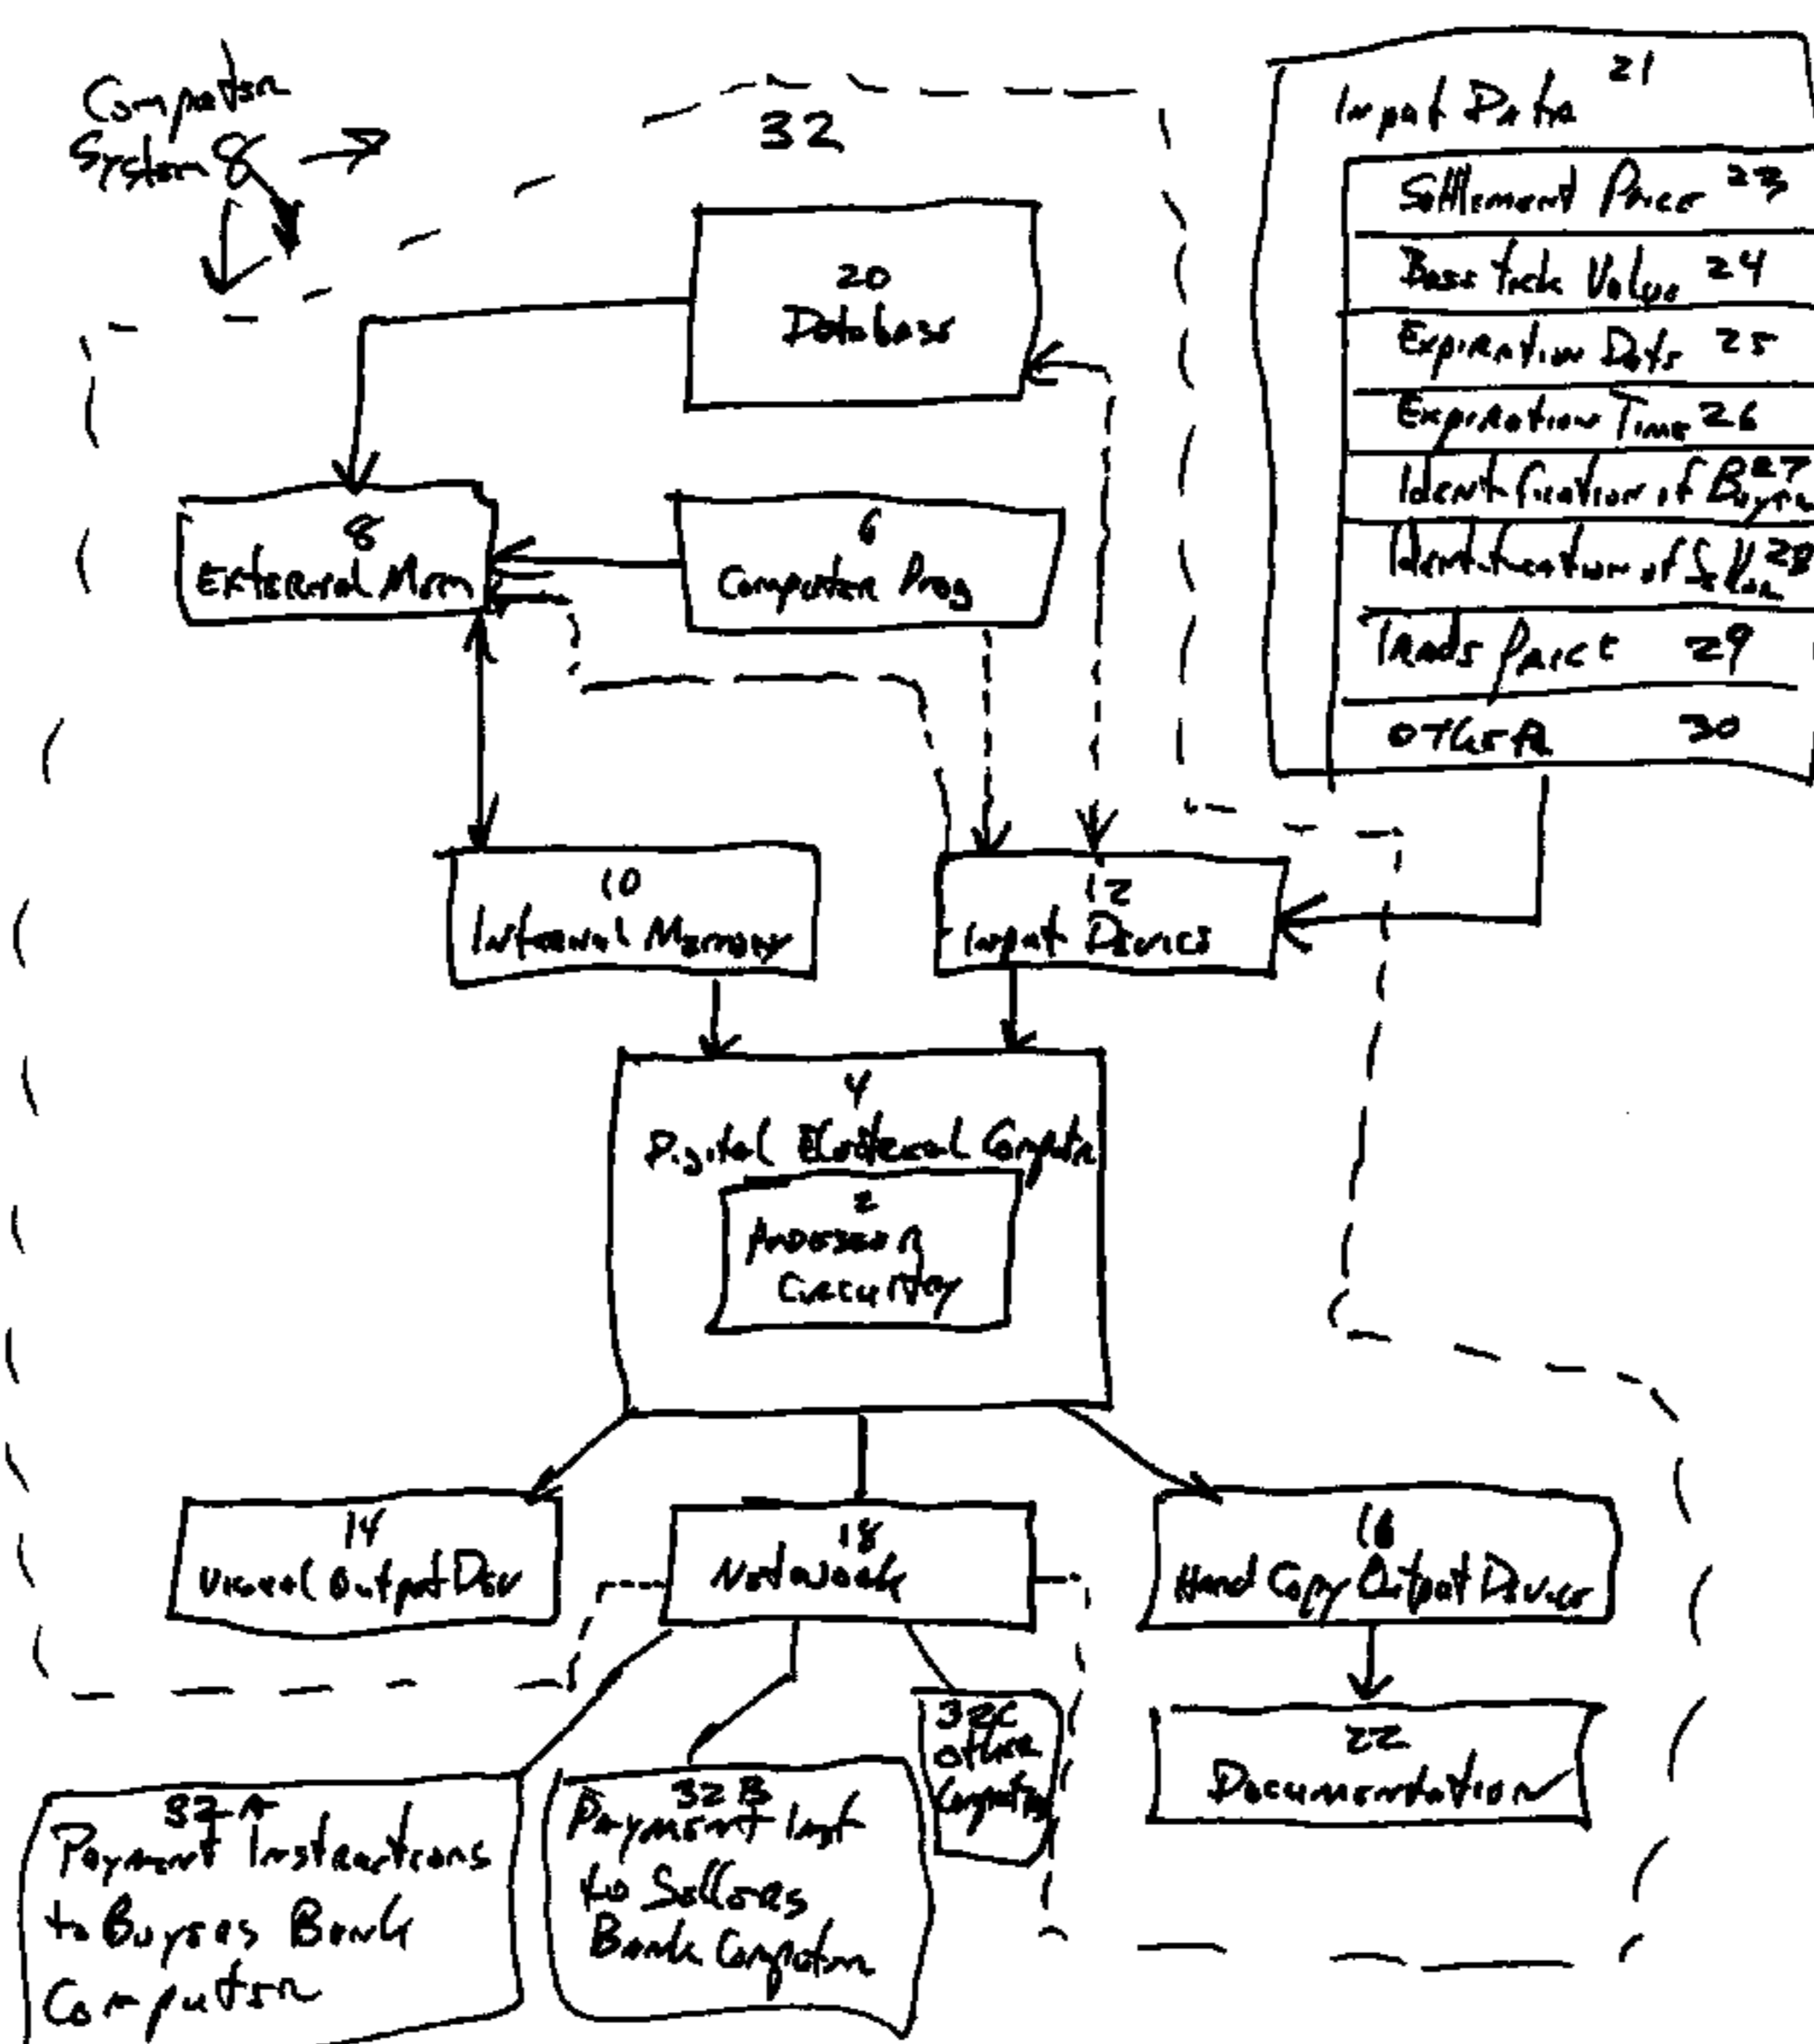 Computer
System 8
32
21
Input Data
Settlement Price 23
Base Tick Value 24
Expiration Date 25
Expiration Time 26
Identification of Buyer 27
Identification of Seller 28
Trade Price 29
OTHER 30
20
Database
8
External Mem
6
Computer Prog
10
Internal Memory
12
Input Device
4
Digital Electrical Computer
2
Processor
Circuitry
14
Visual Output Dev
18
Network
16
Hard Copy Output Device
32C
Other
Computers
22
Documentation
32A
Payment Instructions
to Buyers Bank
Computer
32B
Payment Inst
to Sellers
Bank Computer